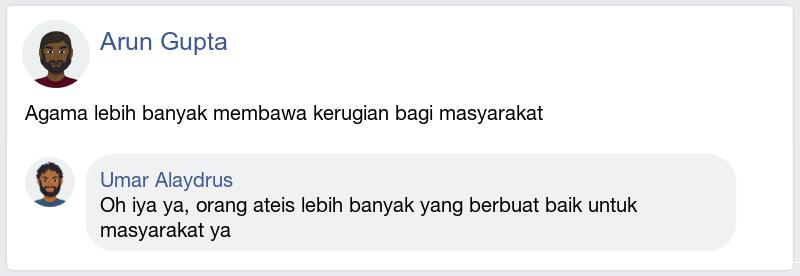 Arun Gupta
Agama lebih banyak membawa kerugian bagi masyarakat
Umar Alaydrus
Oh iya ya, orang ateis lebih banyak yang berbuat baik untuk
masyarakat ya